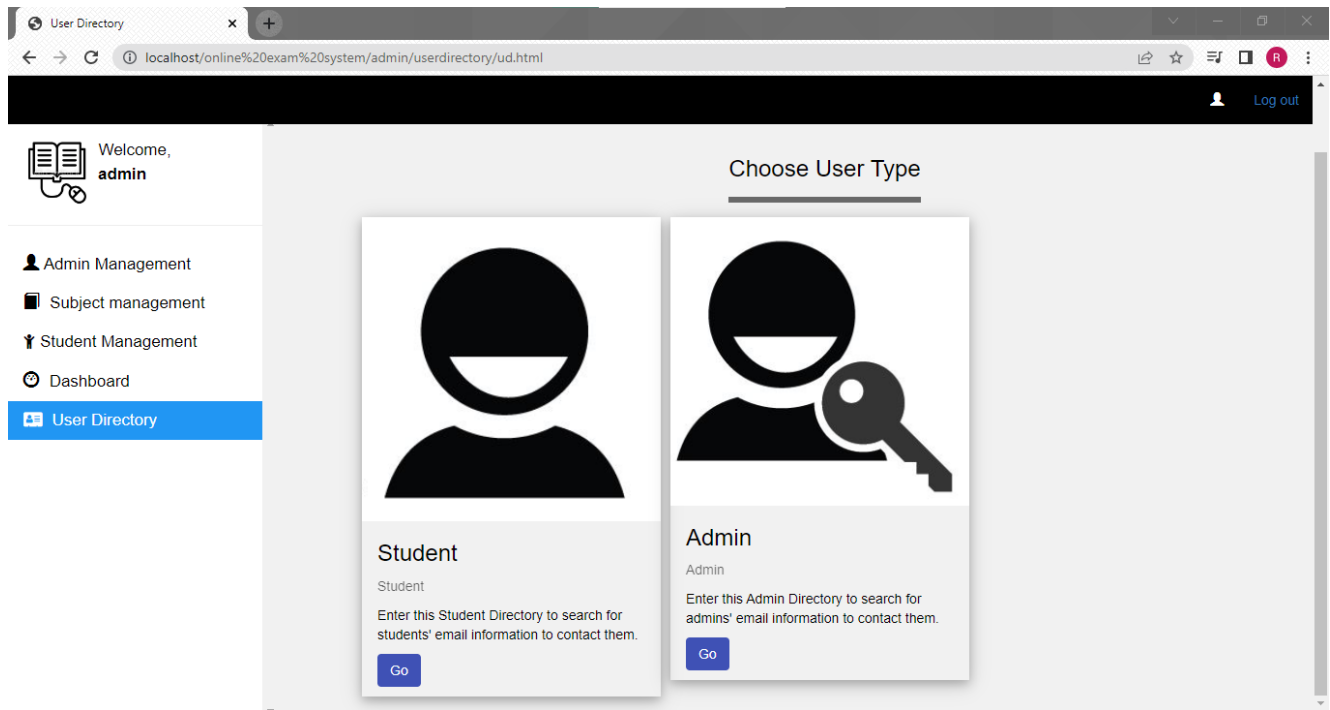 User Directory
localhost/online%20exam%20system/admin/userdirectory/ud.html
R
Log out
Welcome,
admin
Choose User Type
Admin Management
Subject management
Student Management
Dashboard
User Directory
Student
Student
Enter this Student Directory to search for
students' email information to contact them.
Go
Admin
Admin
Enter this Admin Directory to search for
admins' email information to contact them.
Go